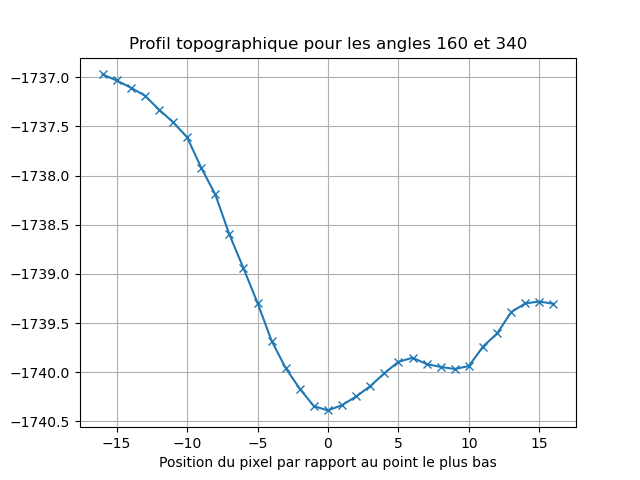 Profil topographique pour les angles 160 et 340
−1737.0
−1737.5
−1738.0
−1738.5
−1739.0
−1739.5
−1740.0
−1740.5
−15 −10 −5 0 5 10 15
Position du pixel par rapport au point le plus bas